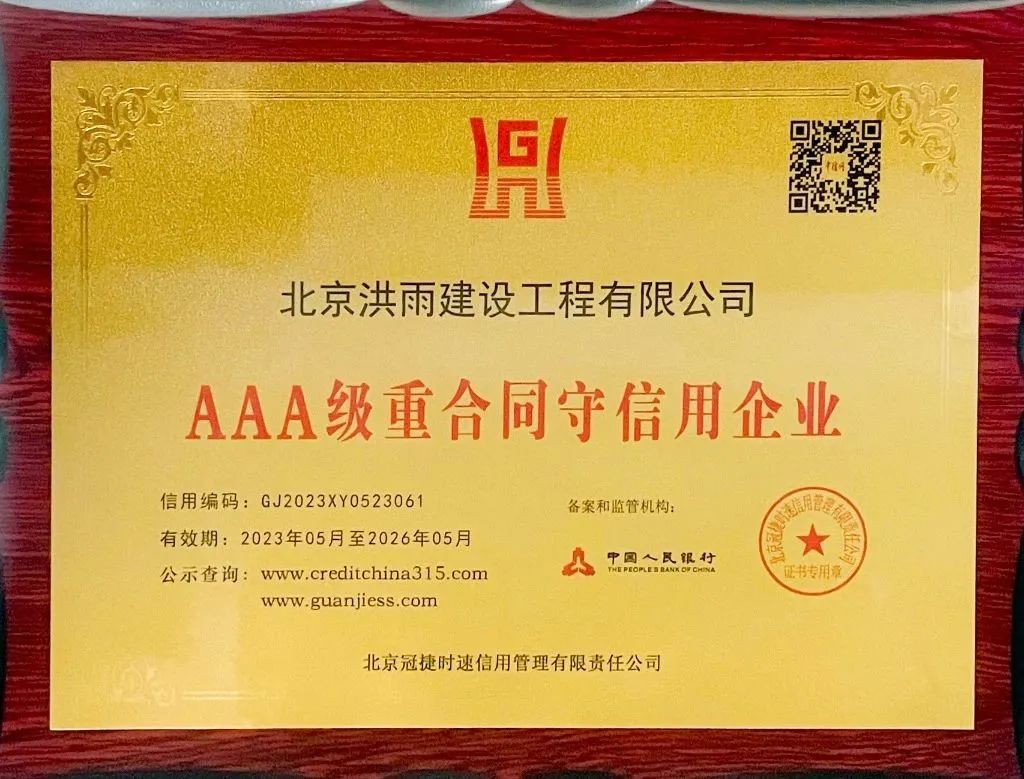 北京洪雨建设工程有限公司
AAA级重合同守信用企业
信用编码：GJ2023XY0523061
有效期：2023年05月至2026年05月
公示查询：www.creditchina315.com
www.guanjiess.com
备案和监管机构：
中国人民银行
THE PEOPLE'S BANK OF CHINA
北京冠捷时速信用管理有限责任公司
证书专用章
北京冠捷时速信用管理有限责任公司